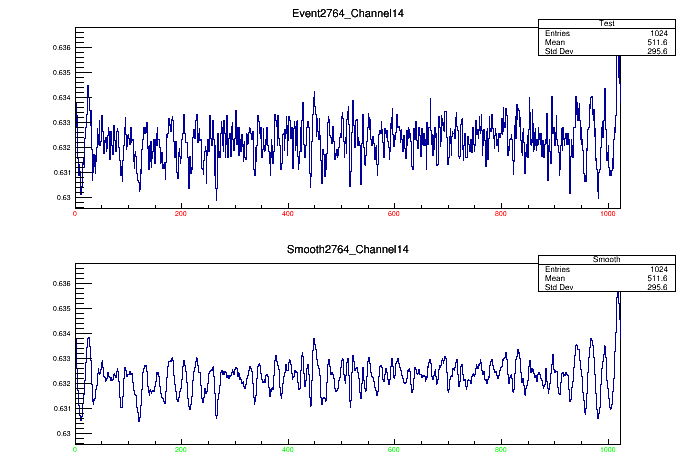 Event2764_Channel14
Test
Entries 1024
Mean 511.6
Std Dev 295.6
0.636
0.635
0.634
0.633
0.632
0.631
0.63
0 200 400 600 800 1000
Smooth2764_Channel14
Smooth
Entries 1024
Mean 511.6
Std Dev 295.6
0.636
0.635
0.634
0.633
0.632
0.631
0.63
0 200 400 600 800 1000